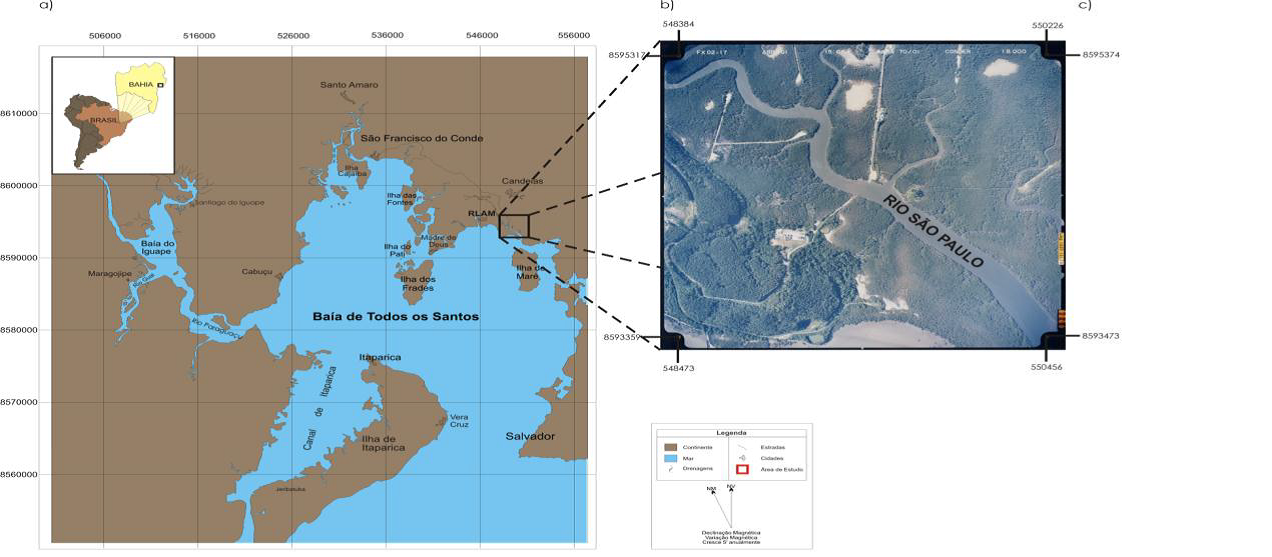 a)
b)
c)
506000
516000
526000
536000
546000
556000
8610000
8600000
8590000
8580000
8570000
8560000
BAHIA
BRASIL
Santo Amaro
São Francisco do Conde
Ilha
Cajaíba
Candeias
Ilha das
Fontes
Santiago do Iguape
RLAM
Baía do
Iguape
Madre de
Deus
Ilha do
Pati
Maragojipe
Cabuçu
Ilha de
Maré
Ilha dos
Frades
Rio Paraguaçu
Baía de Todos os Santos
Itaparica
Canal de Itaparica
Vera
Cruz
Ilha de
Itaparica
Salvador
548384
550226
8595374
FX02-17
RIO SÃO PAULO
8593359
8593473
548473
550456
Legenda
Continente
Estradas
Mar
Cidades
Drenagens
Área de Estudo
NM
NV
Declinação Magnética
Variação Magnética
Cresce 5' anualmente